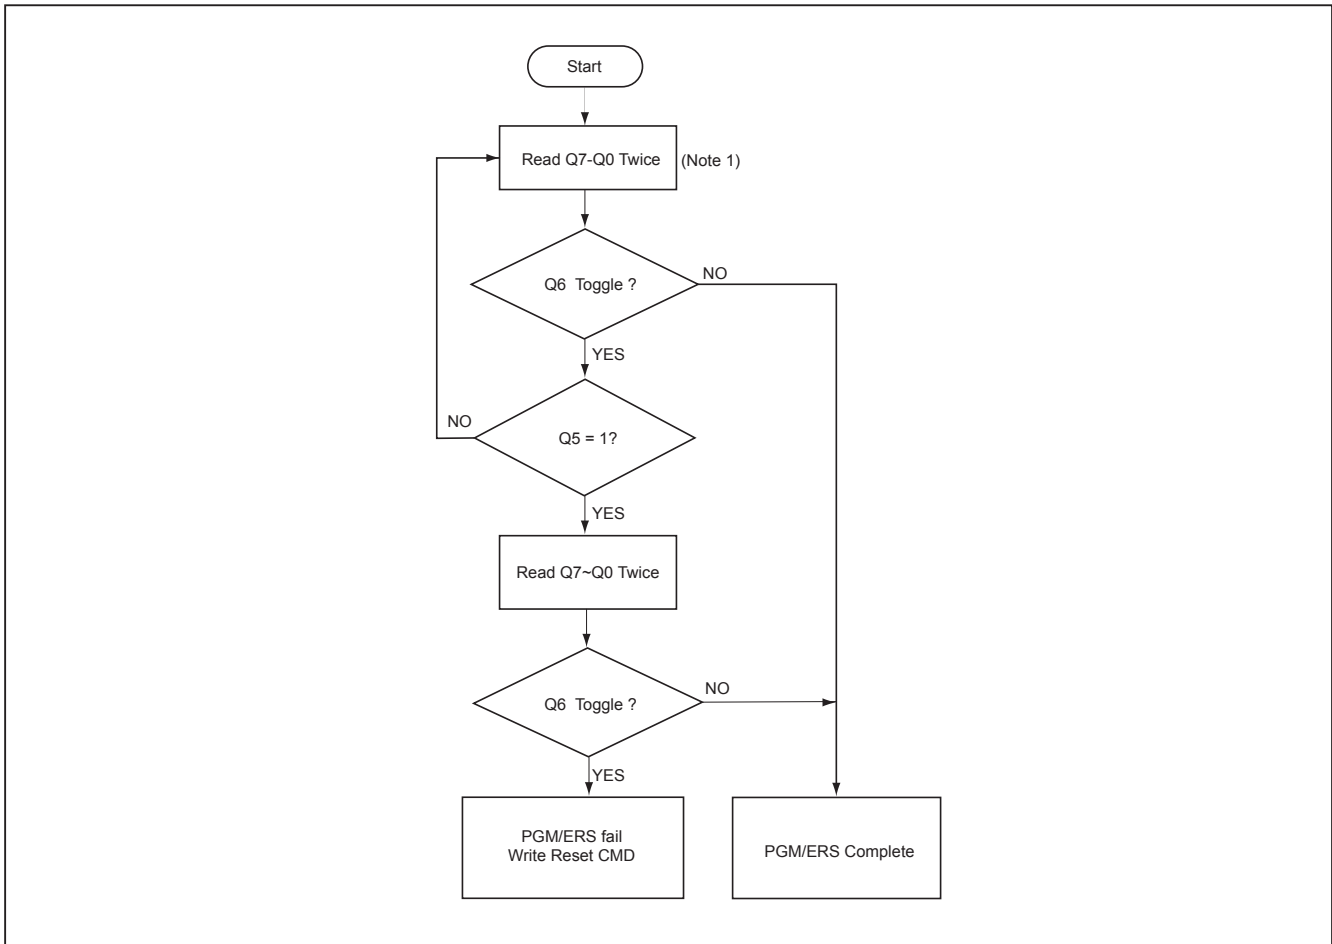 Start
Read Q7-Q0 Twice (Note 1)
Q6 Toggle ?
NO
YES
NO
Q5 = 1?
YES
Read Q7~Q0 Twice
Q6 Toggle ?
NO
YES
PGM/ERS fail
Write Reset CMD
PGM/ERS Complete